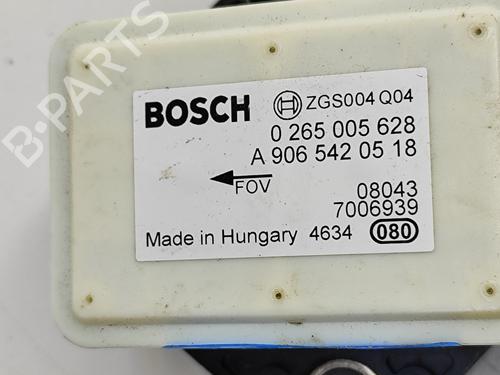 B-PARTS
BOSCH ZGS004 Q04
0 265 005 628
A 906 542 05 18
FOV 08043
7006939
Made in Hungary 4634 080